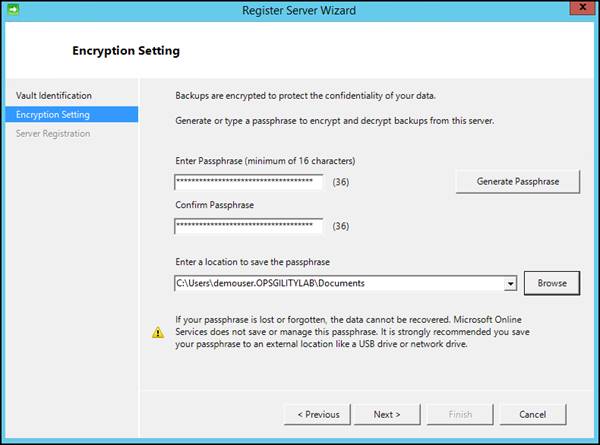 Register Server Wizard
x
Encryption Setting
Vault Identification
Encryption Setting
Server Registration
Backups are encrypted to protect the confidentiality of your data.
Generate or type a passphrase to encrypt and decrypt backups from this server.
Enter Passphrase (minimum of 16 characters)
************************************ (36)
Generate Passphrase
Confirm Passphrase
************************************ (36)
Enter a location to save the passphrase
C:\Users\demouser.OPSGILITYLAB\Documents
Browse
If your passphrase is lost or forgotten, the data cannot be recovered. Microsoft Online
Services does not save or manage this passphrase. It is strongly recommended you save
your passphrase to an external location like a USB drive or network drive.
< Previous
Next >
Finish
Cancel